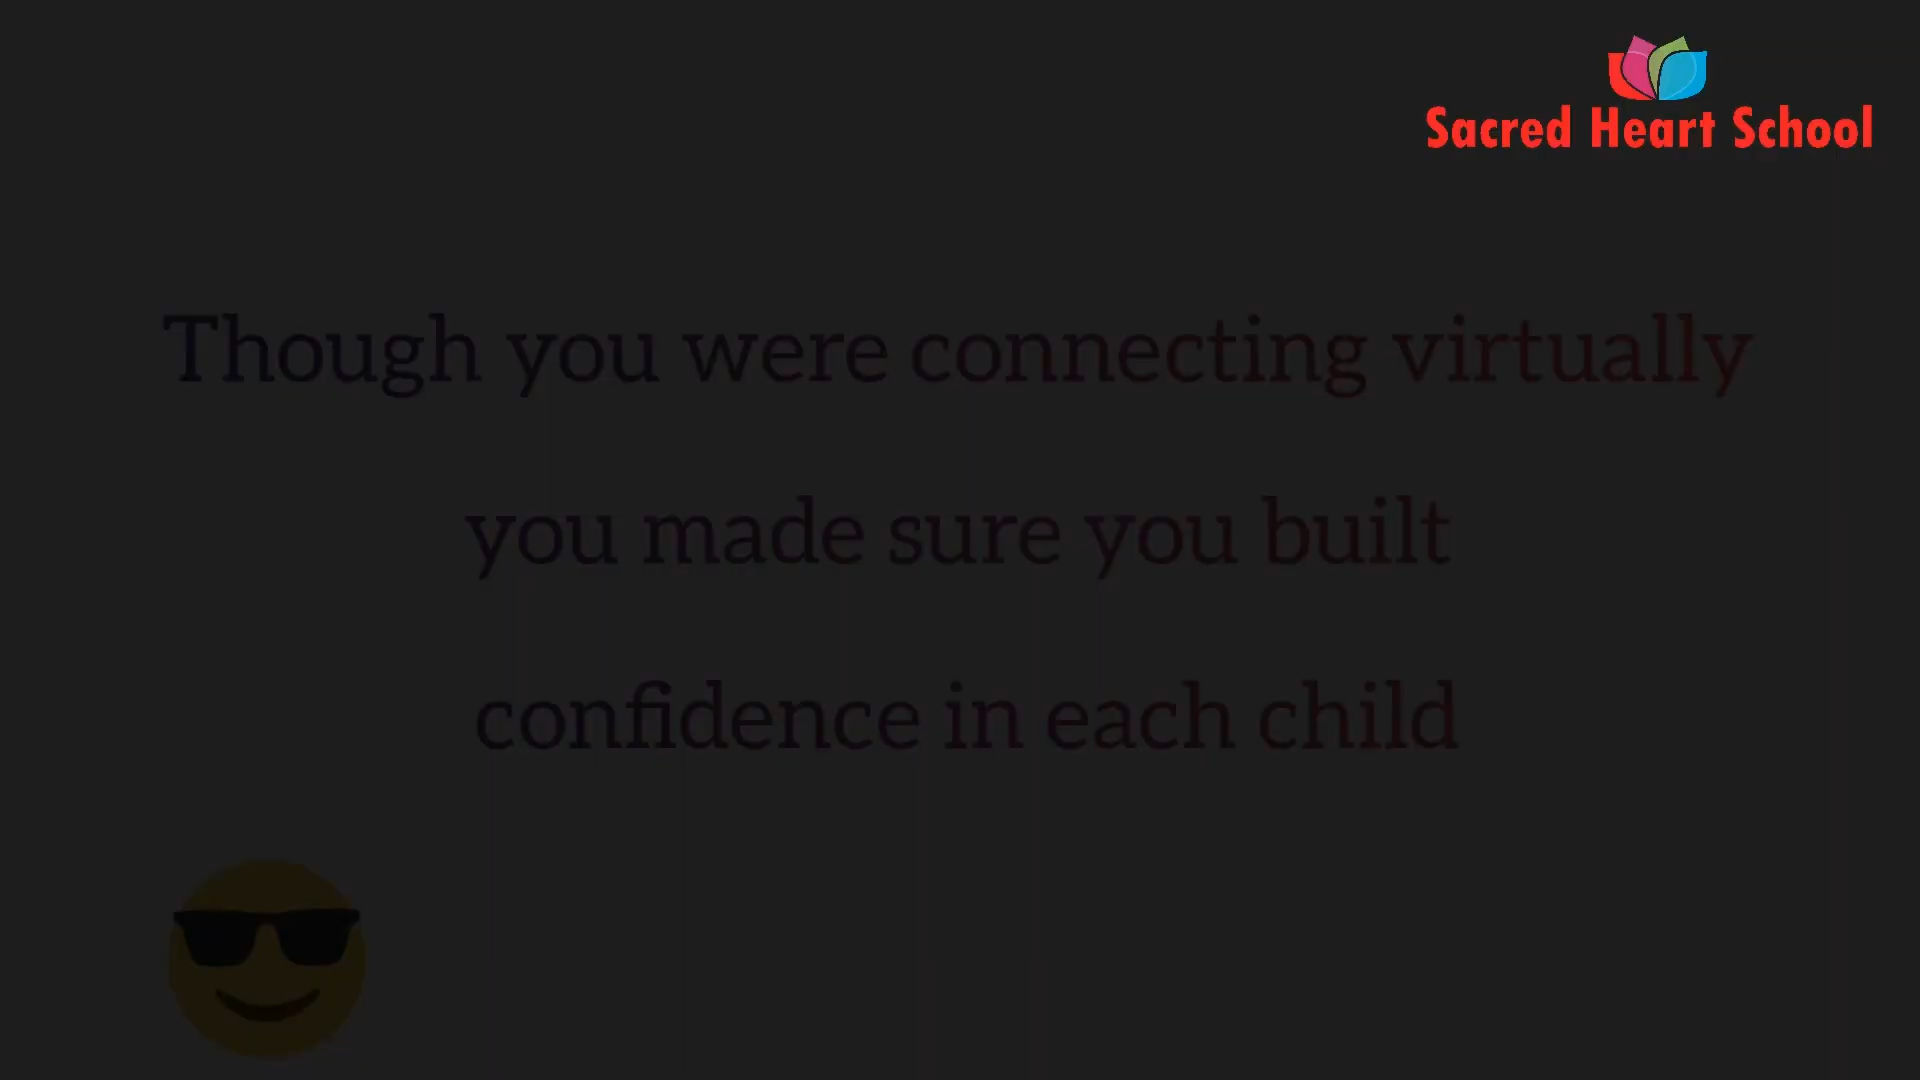 Sacred Heart School
Though you were connecting virtually
you made sure you built
confidence in each child